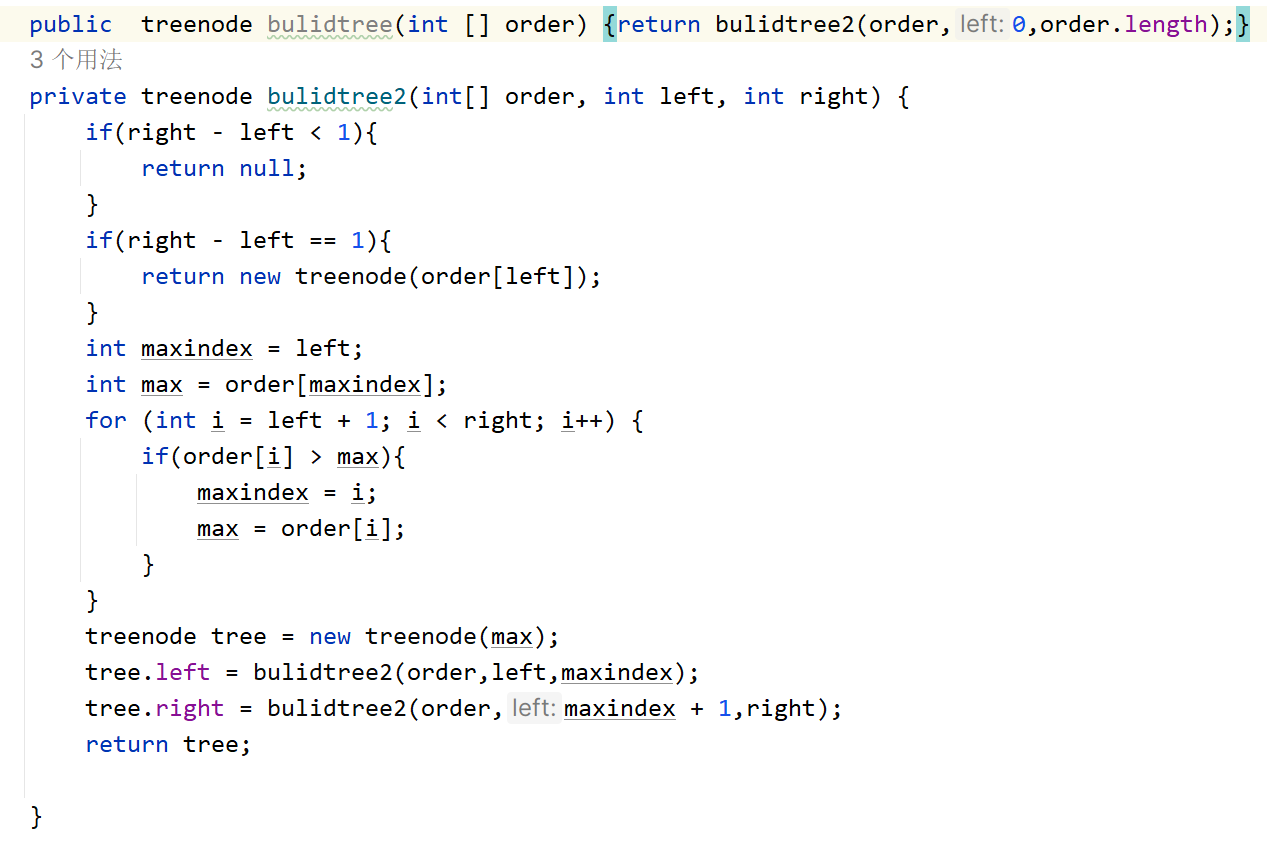 public  treenode bulidtree(int [] order) {return bulidtree2(order, left: 0,order.length);}
3 个用法
private treenode bulidtree2(int[] order, int left, int right) {
if(right - left < 1){
return null;
}
if(right - left == 1){
return new treenode(order[left]);
}
int maxindex = left;
int max = order[maxindex];
for (int i = left + 1; i < right; i++) {
if(order[i] > max){
maxindex = i;
max = order[i];
}
}
treenode tree = new treenode(max);
tree.left = bulidtree2(order,left,maxindex);
tree.right = bulidtree2(order, left: maxindex + 1,right);
return tree;
}